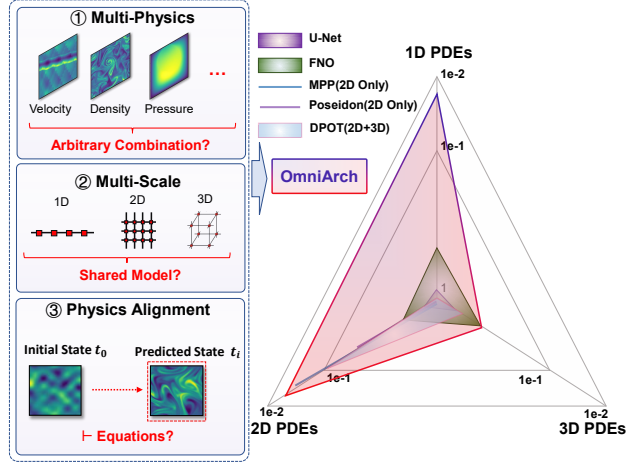 ① Multi-Physics
Velocity Density Pressure
...
Arbitrary Combination?
② Multi-Scale
1D 2D 3D
Shared Model?
③ Physics Alignment
Initial State t₀ Predicted State tᵢ
⊢ Equations?
OmniArch
U-Net
FNO
MPP(2D Only)
Poseidon(2D Only)
DPOT(2D+3D)
1D PDEs
1e-2
1e-1
1
1e-1 1e-1
1e-2 1e-2
2D PDEs 3D PDEs